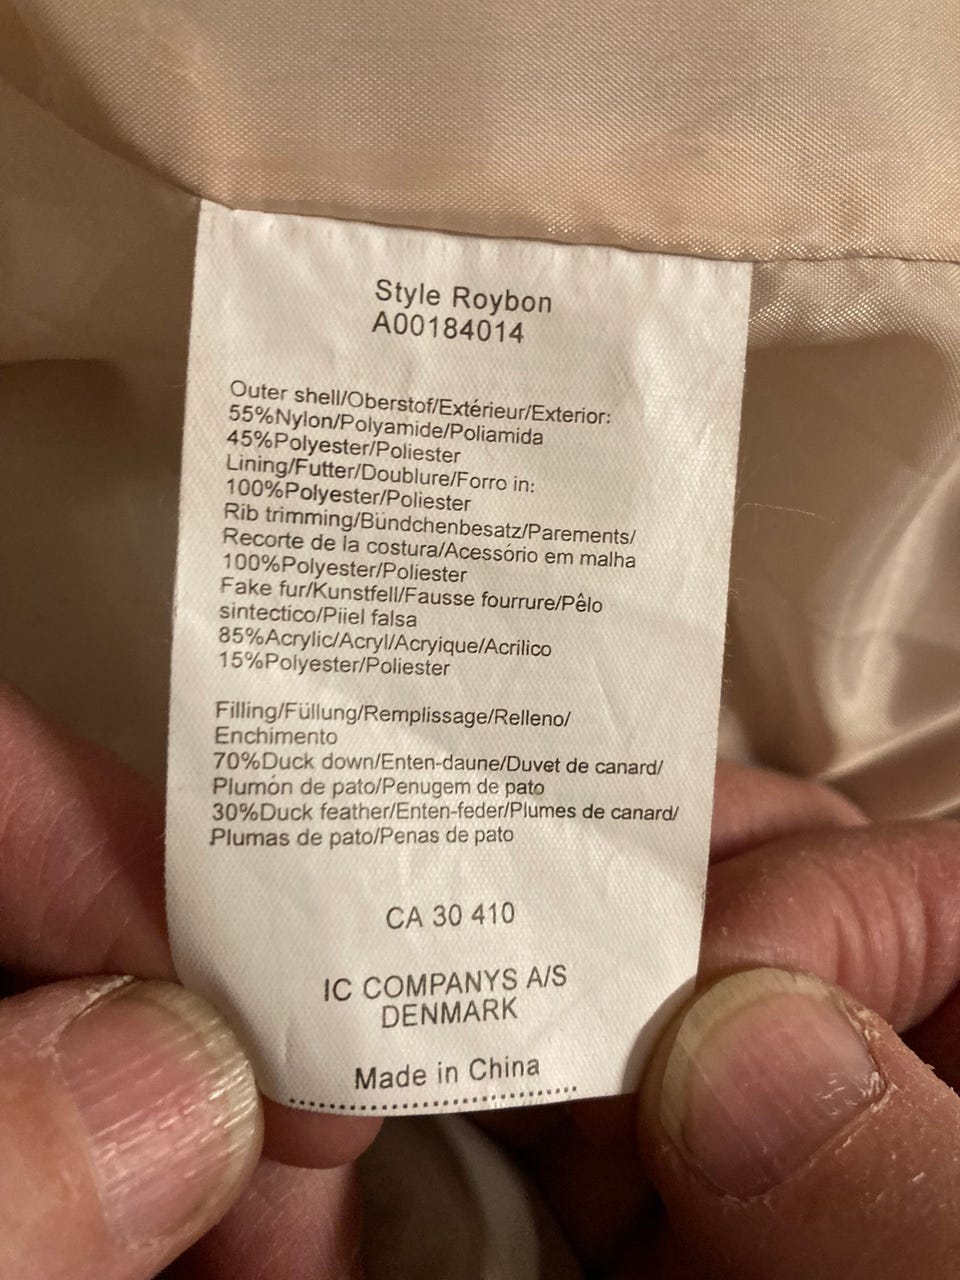 Style Roybon
A00184014
Outer shell/Oberstof/Extérieur/Exterior:
55%Nylon/Polyamide/Poliamida
45%Polyester/Poliester
Lining/Futter/Doublure/Forro in:
100%Polyester/Poliester
Rib trimming/Bündchenbesatz/Parements/
Recorte de la costura/Acessório em malha
100%Polyester/Poliester
Fake fur/Kunstfell/Fausse fourrure/Pêlo
sintectico/Piiel falsa
85%Acrylic/Acryl/Acryique/Acrilico
15%Polyester/Poliester
Filling/Füllung/Remplissage/Relleno/
Enchimento
70%Duck down/Enten-daune/Duvet de canard/
Plumón de pato/Penugem de pato
30%Duck feather/Enten-feder/Plumes de canard/
Plumas de pato/Penas de pato
CA 30 410
IC COMPANYS A/S
DENMARK
Made in China